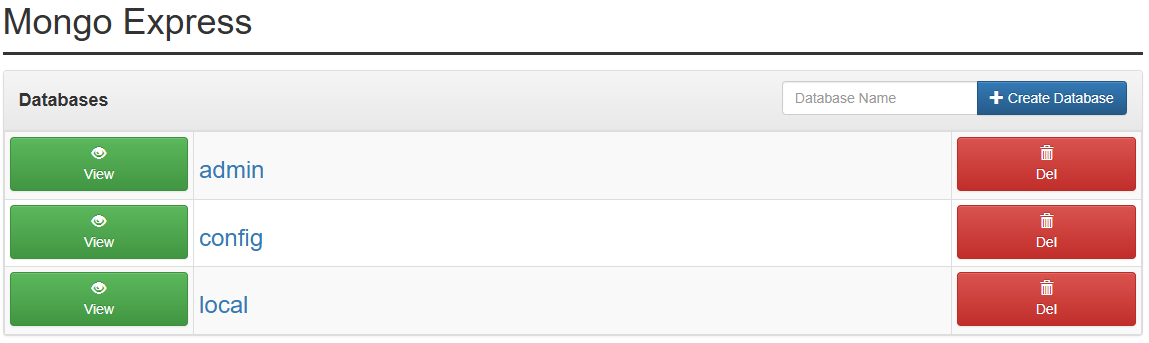 Mongo Express
Databases
Database Name
Create Database
View
admin
Del
View
config
Del
View
local
Del